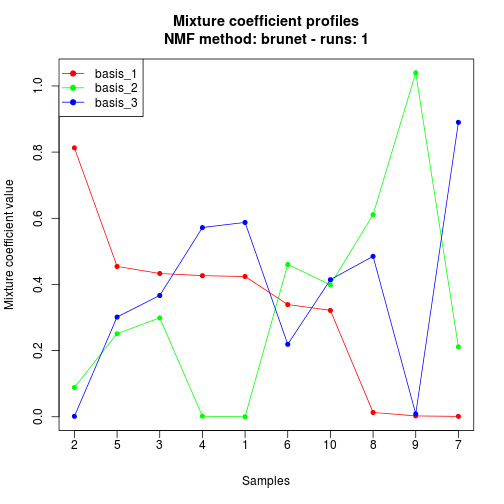 Mixture coefficient profiles
NMF method: brunet - runs: 1
basis_1
basis_2
basis_3
Mixture coefficient value
1.0
0.8
0.6
0.4
0.2
0.0
2 5 3 4 1 6 10 8 9 7
Samples